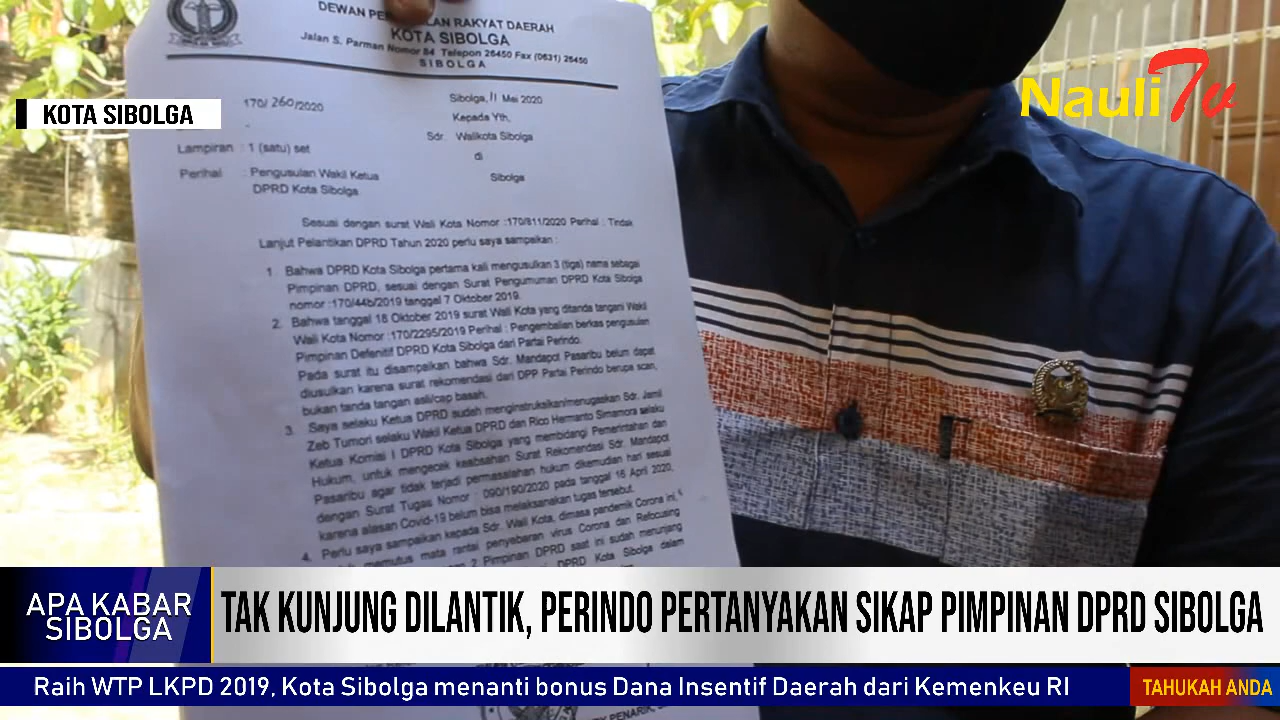 DEWAN PERWAKILAN RAKYAT DAERAH
KOTA SIBOLGA
Jalan S. Parman Nomor 84 Telepon 26450 Fax (0631) 26450
SIBOLGA
Nauli Tv
KOTA SIBOLGA
170/ 260/2020
Sibolga, 11 Mei 2020
Kepada Yth,
Sdr. Walikota Sibolga
di
Sibolga
Lampiran : 1 (satu) set
Perihal : Pengusulan Wakil Ketua
DPRD Kota Sibolga
Sesuai dengan surat Wali Kota Nomor :170/811/2020 Perihal : Tindak
Lanjut Pelantikan DPRD Tahun 2020 perlu saya sampaikan :
1. Bahwa DPRD Kota Sibolga pertama kali mengusulkan 3 (tiga) nama sebagai
Pimpinan DPRD, sesuai dengan Surat Pengumuman DPRD Kota Sibolga
nomor :170/44b/2019 tanggal 7 Oktober 2019.
2. Bahwa tanggal 18 Oktober 2019 surat Wali Kota yang ditanda tangani Wakil
Wali Kota Nomor :170/2295/2019 Perihal : Pengembalian berkas pengusulan
Pimpinan Defenitif DPRD Kota Sibolga dari Partai Perindo.
Pada surat itu disampaikan bahwa Sdr. Mandapot Pasaribu belum dapat
diusulkan karena surat rekomendasi dari DPP Partai Perindo berupa scan,
bukan tanda tangan asli/cap basah.
3. Saya selaku Ketua DPRD sudah menginstruksikan/menugaskan Sdr. Jamil
Zeb Tumori selaku Wakil Ketua DPRD dan Rico Hermanto Simamora selaku
Ketua Komisi I DPRD Kota Sibolga yang membidangi Pemerintahan dan
Hukum, untuk mengecek keabsahan Surat Rekomendasi Sdr. Mandapot
Pasaribu agar tidak terjadi permasalahan hukum dikemudian hari sesuai
dengan Surat Tugas Nomor : 090/190/2020 pada tanggal 16 April 2020,
karena alasan Covid-19 belum bisa melaksanakan tugas tersebut.
4. Perlu saya sampaikan kepada Sdr. Wali Kota, dimasa pandemik Corona ini,
memutus mata rantai penyebaran virus Corona dan Refocusing
2 Pimpinan DPRD saat ini sudah menunjang
DPRD Kota Sibolga dalam
APA KABAR
SIBOLGA
TAK KUNJUNG DILANTIK, PERINDO PERTANYAKAN SIKAP PIMPINAN DPRD SIBOLGA
Raih WTP LKPD 2019, Kota Sibolga menanti bonus Dana Insentif Daerah dari Kemenkeu RI
TAHUKAH ANDA